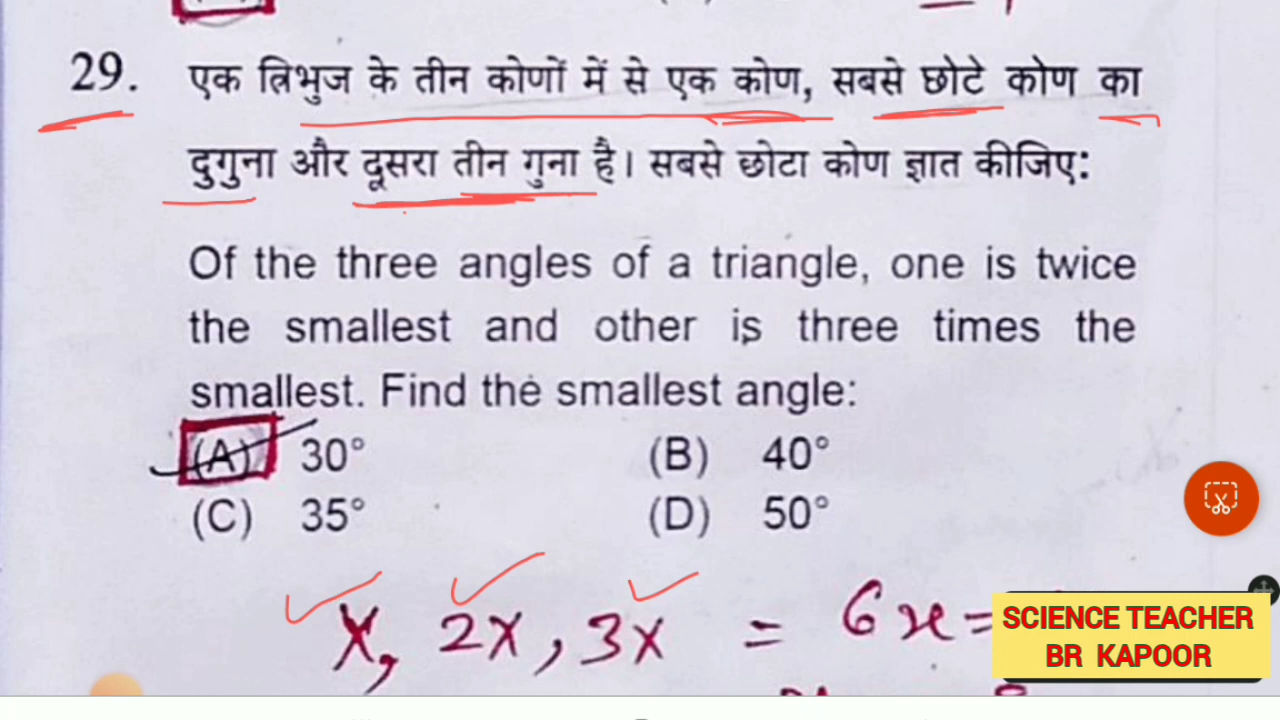 29. एक त्रिभुज के तीन कोणों में से एक कोण, सबसे छोटे कोण का
दुगुना और दूसरा तीन गुना है। सबसे छोटा कोण ज्ञात कीजिए:
Of the three angles of a triangle, one is twice
the smallest and other is three times the
smallest. Find the smallest angle:
(A) 30° (B) 40°
(C) 35° (D) 50°
x, 2x, 3x = 6x=
SCIENCE TEACHER
BR KAPOOR